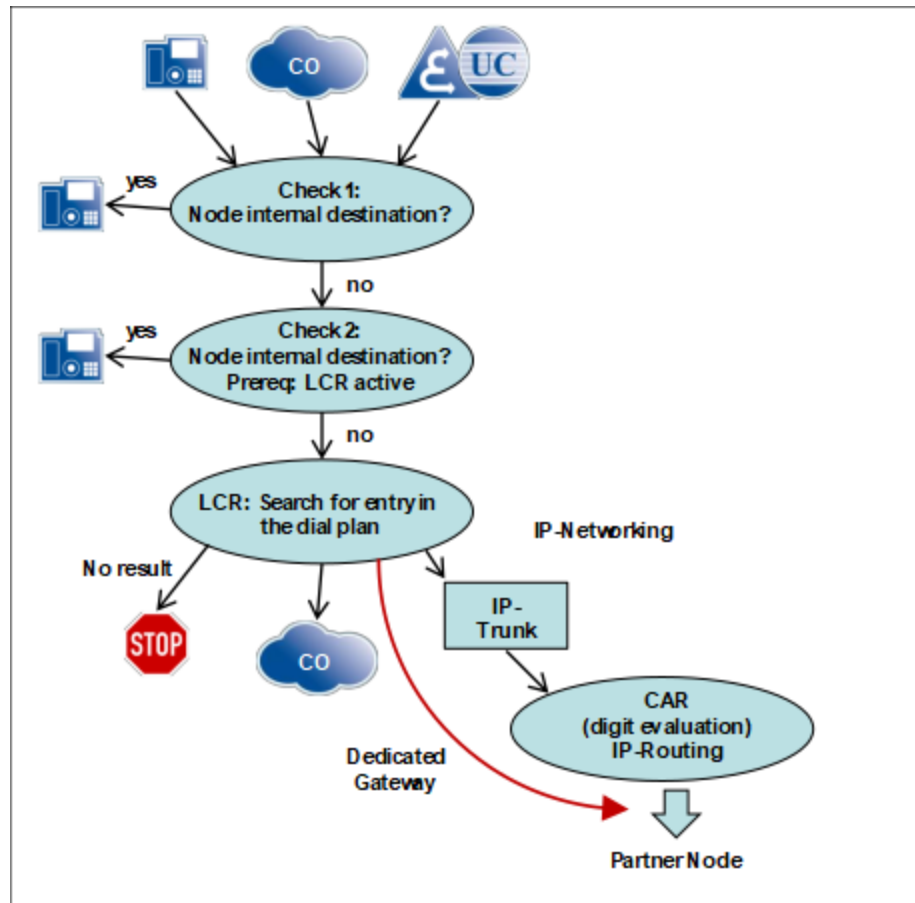 CO
UC
Check 1:
Node internal destination?
yes
no
Check 2:
Node internal destination?
Prereq: LCR active
yes
no
LCR: Search for entry in
the dial plan
IP-Networking
No result
IP-
Trunk
STOP
CO
CAR
(digit evaluation)
IP-Routing
Dedicated
Gateway
Partner Node